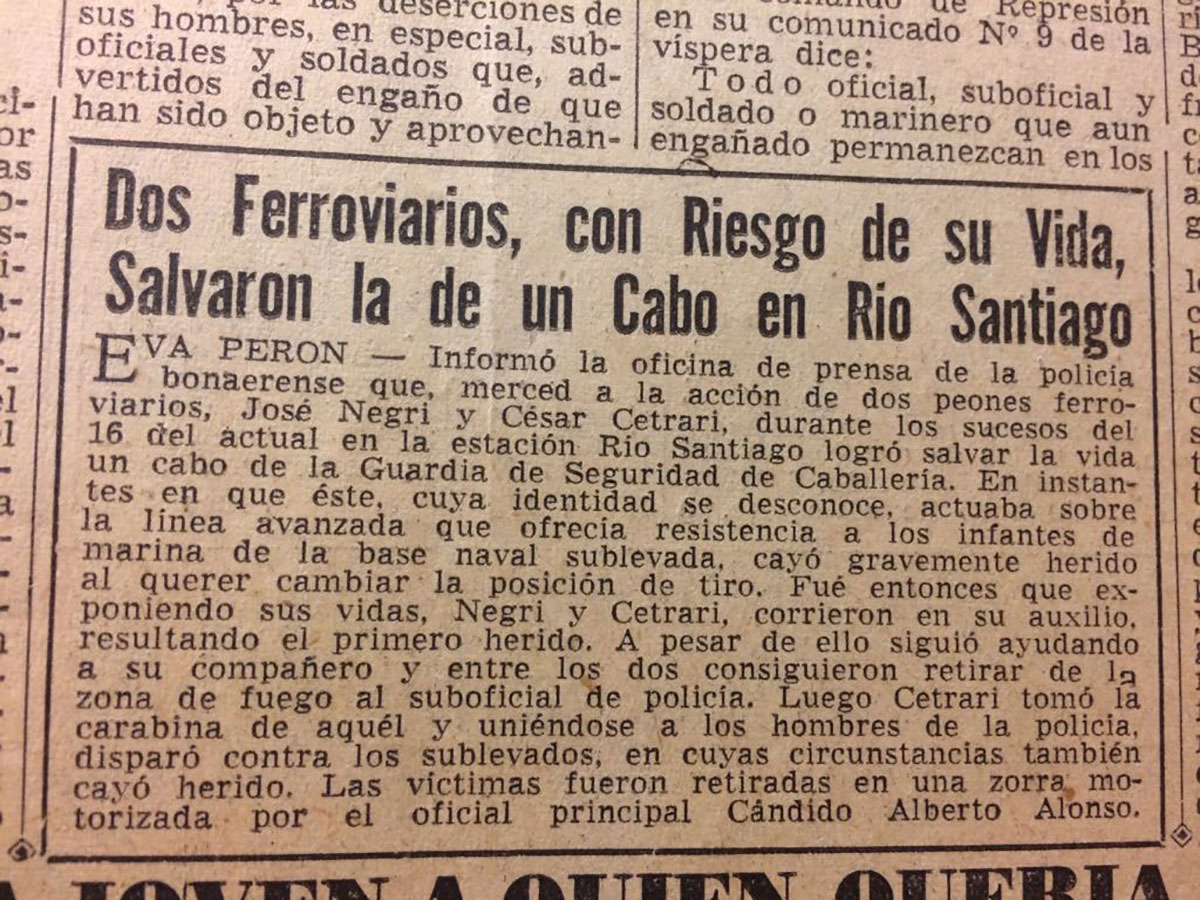 las deserciones de
sus hombres, en especial, sub-
oficiales y soldados que, ad-
vertidos del engaño de que
han sido objeto y aprovechan-
de Represión
en su comunicado Nº 9 de la
víspera dice:
Todo oficial, suboficial y
soldado o marinero que aun
engañado permanezcan en los
Dos Ferroviarios, con Riesgo de su Vida,
Salvaron la de un Cabo en Rio Santiago
EVA PERON — Informó la oficina de prensa de la policía
bonaerense que, merced a la acción de dos peones ferro-
viarios, José Negri y César Cetrari, durante los sucesos del
16 del actual en la estación Río Santiago logró salvar la vida
un cabo de la Guardia de Seguridad de Caballería. En instan-
tes en que éste, cuya identidad se desconoce, actuaba sobre
la línea avanzada que ofrecía resistencia a los infantes de
marina de la base naval sublevada, cayó gravemente herido
al querer cambiar la posición de tiro. Fué entonces que ex-
poniendo sus vidas, Negri y Cetrari, corrieron en su auxilio,
resultando el primero herido. A pesar de ello siguió ayudando
a su compañero y entre los dos consiguieron retirar de la
zona de fuego al suboficial de policía. Luego Cetrari tomó la
carabina de aquél y uniéndose a los hombres de la policía,
disparó contra los sublevados, en cuyas circunstancias también
cayó herido. Las víctimas fueron retiradas en una zorra mo-
torizada por el oficial principal Cándido Alberto Alonso.
JOVEN A QUIEN QUERIA